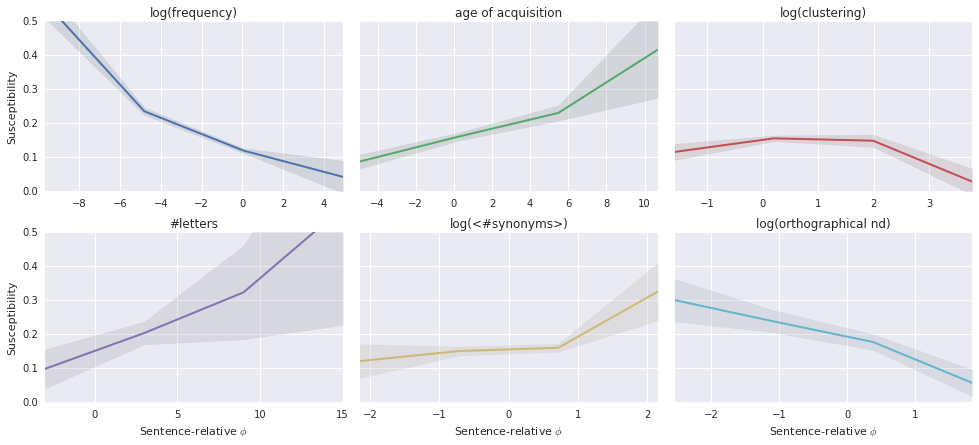 log(frequency) age of acquisition log(clustering)
0.5
0.4
0.3
0.2
0.1
0.0
Susceptibility
−8 −6 −4 −2 0 2 4 −4 −2 0 2 4 6 8 10 −1 0 1 2 3
#letters log(<#synonyms>) log(orthographical nd)
0.5
0.4
0.3
0.2
0.1
0.0
Susceptibility
0 5 10 15 −2 −1 0 1 2 −2 −1 0 1
Sentence-relative ϕ Sentence-relative ϕ Sentence-relative ϕ